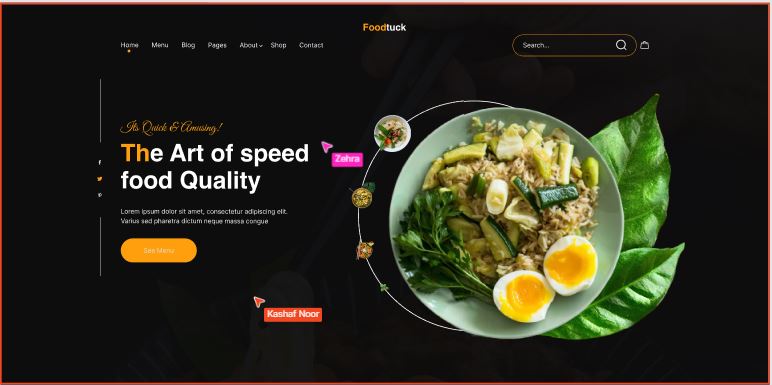 Foodtuck
Home Menu Blog Pages About Shop Contact
Search...
Its Quick & Amusing!
The Art of speed
food Quality
Zehra
Lorem ipsum dolor sit amet, consectetur adipiscing elit.
Varius sed pharetra dictum neque massa congue
See Menu
Kashaf Noor